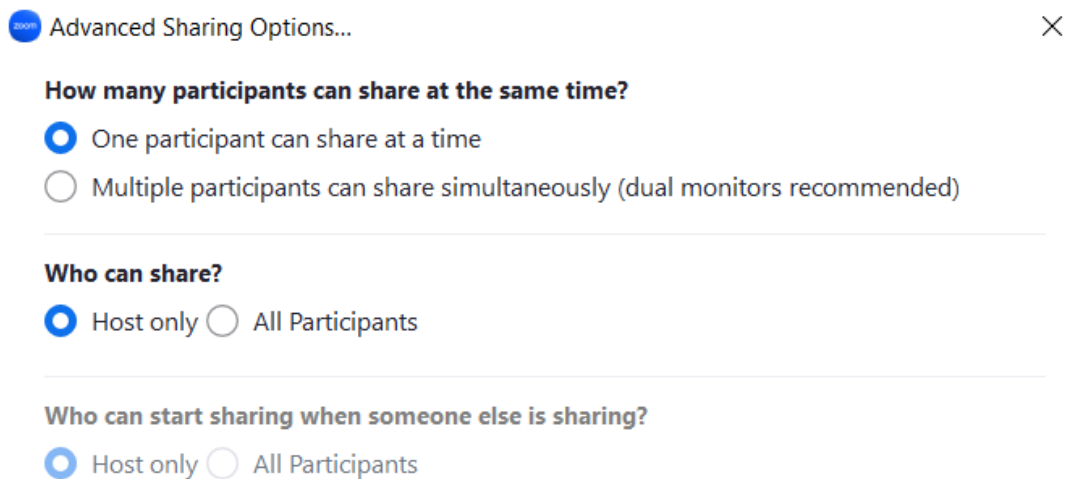 zoom Advanced Sharing Options...
How many participants can share at the same time?
One participant can share at a time
Multiple participants can share simultaneously (dual monitors recommended)
Who can share?
Host only All Participants
Who can start sharing when someone else is sharing?
Host only All Participants